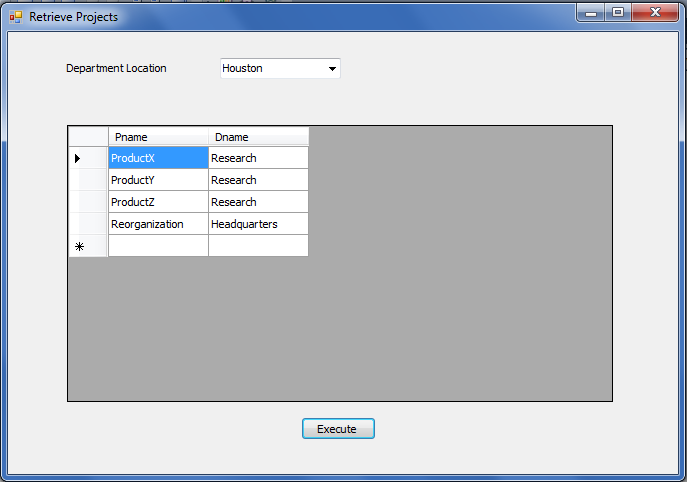 Retrieve Projects
Department Location Houston
Pname Dname
ProductX Research
ProductY Research
ProductZ Research
Reorganization Headquarters
Execute